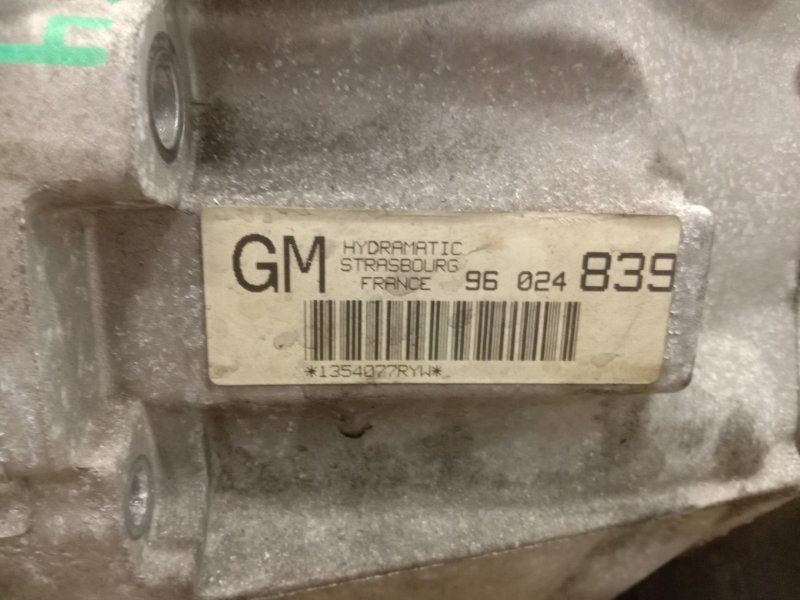 GM
HYDRAMATIC
STRASBOURG
FRANCE 96 024 839
*1354077RYW*